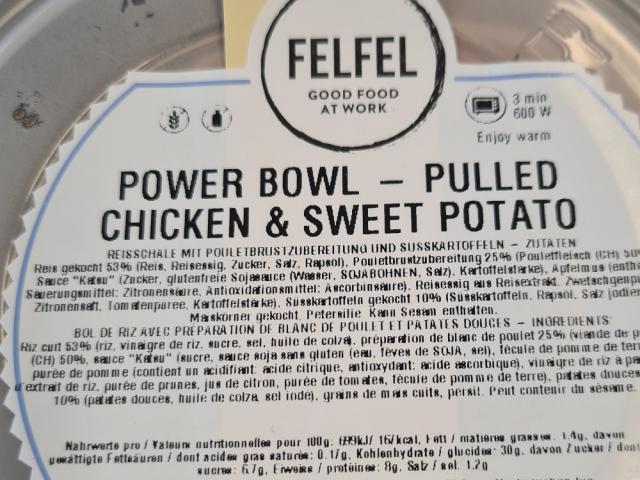 FELFEL
GOOD FOOD
AT WORK
3 min
600 W
Enjoy warm
POWER BOWL – PULLED
CHICKEN & SWEET POTATO
REISSCHALE MIT POULETBRUSTZUBEREITUNG UND SÜSSKARTOFFELN – ZUTATEN
Reis gekocht 53% (Reis, Reisessig, Zucker, Salz, Rapsöl), Pouletbrustzubereitung 25% (Pouletfleisch (CH) 50%
Sauce "Katsu" (Zucker, glutenfreie Sojasauce (Wasser, SOJABOHNEN, Salz), Kartoffelstärke), Apfelmus (enthä
Säuerungsmittel: Zitronensäure, Antioxidationsmittel: Ascorbinsäure), Reisessig aus Reisextrakt, Zwetschgenpü
Zitronensaft, Tomatenpüree, Kartoffelstärke), Süsskartoffeln gekocht 10% (Süsskartoffeln, Rapsöl, Salz jodier
Maiskörner gekocht, Petersilie. Kann Sesam enthalten.
BOL DE RIZ AVEC PRÉPARATION DE BLANC DE POULET ET PATATES DOUCES – INGRÉDIENTS
Riz cuit 53% (riz, vinaigre de riz, sucre, sel, huile de colza), préparation de blanc de poulet 25% (viande de p
(CH) 50%, sauce "Katsu" (sucre, sauce soja sans gluten (eau, fèves de SOJA, sel), fécule de pomme de terr
purée de pomme (contient un acidifiant: acide citrique, antioxydant: acide ascorbique), vinaigre de riz à pa
d'extrait de riz, purée de prunes, jus de citron, purée de tomates, fécule de pomme de terre), patates douces
10% (patates douces, huile de colza, sel iodé), grains de maïs cuits, persil. Peut contenir du sésame.
Nährwerte pro / Valeurs nutritionnelles pour 100g: 699kJ/ 167kcal, Fett / matières grasses: 1.4g, davon
gesättigte Fettsäuren / dont acides gras saturés: 0.17g, Kohlenhydrate / glucides: 30g, davon Zucker / dont
sucres: 6.7g, Eiweiss / protéines: 8g, Salz / sel: 1.2g